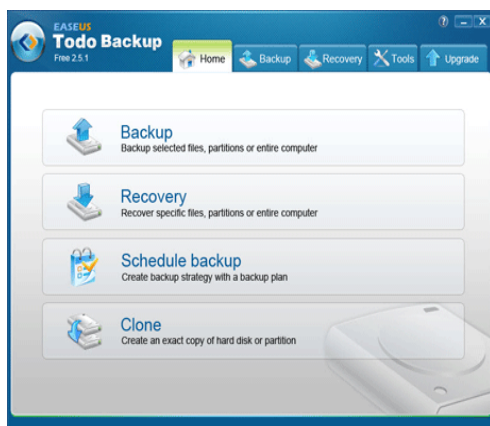 EASEUS
Todo Backup
Free 2.5.1
Home
Backup
Recovery
Tools
Upgrade
Backup
Backup selected files, partitions or entire computer
Recovery
Recover specific files, partitions or entire computer
Schedule backup
Create backup strategy with a backup plan
Clone
Create an exact copy of hard disk or partition